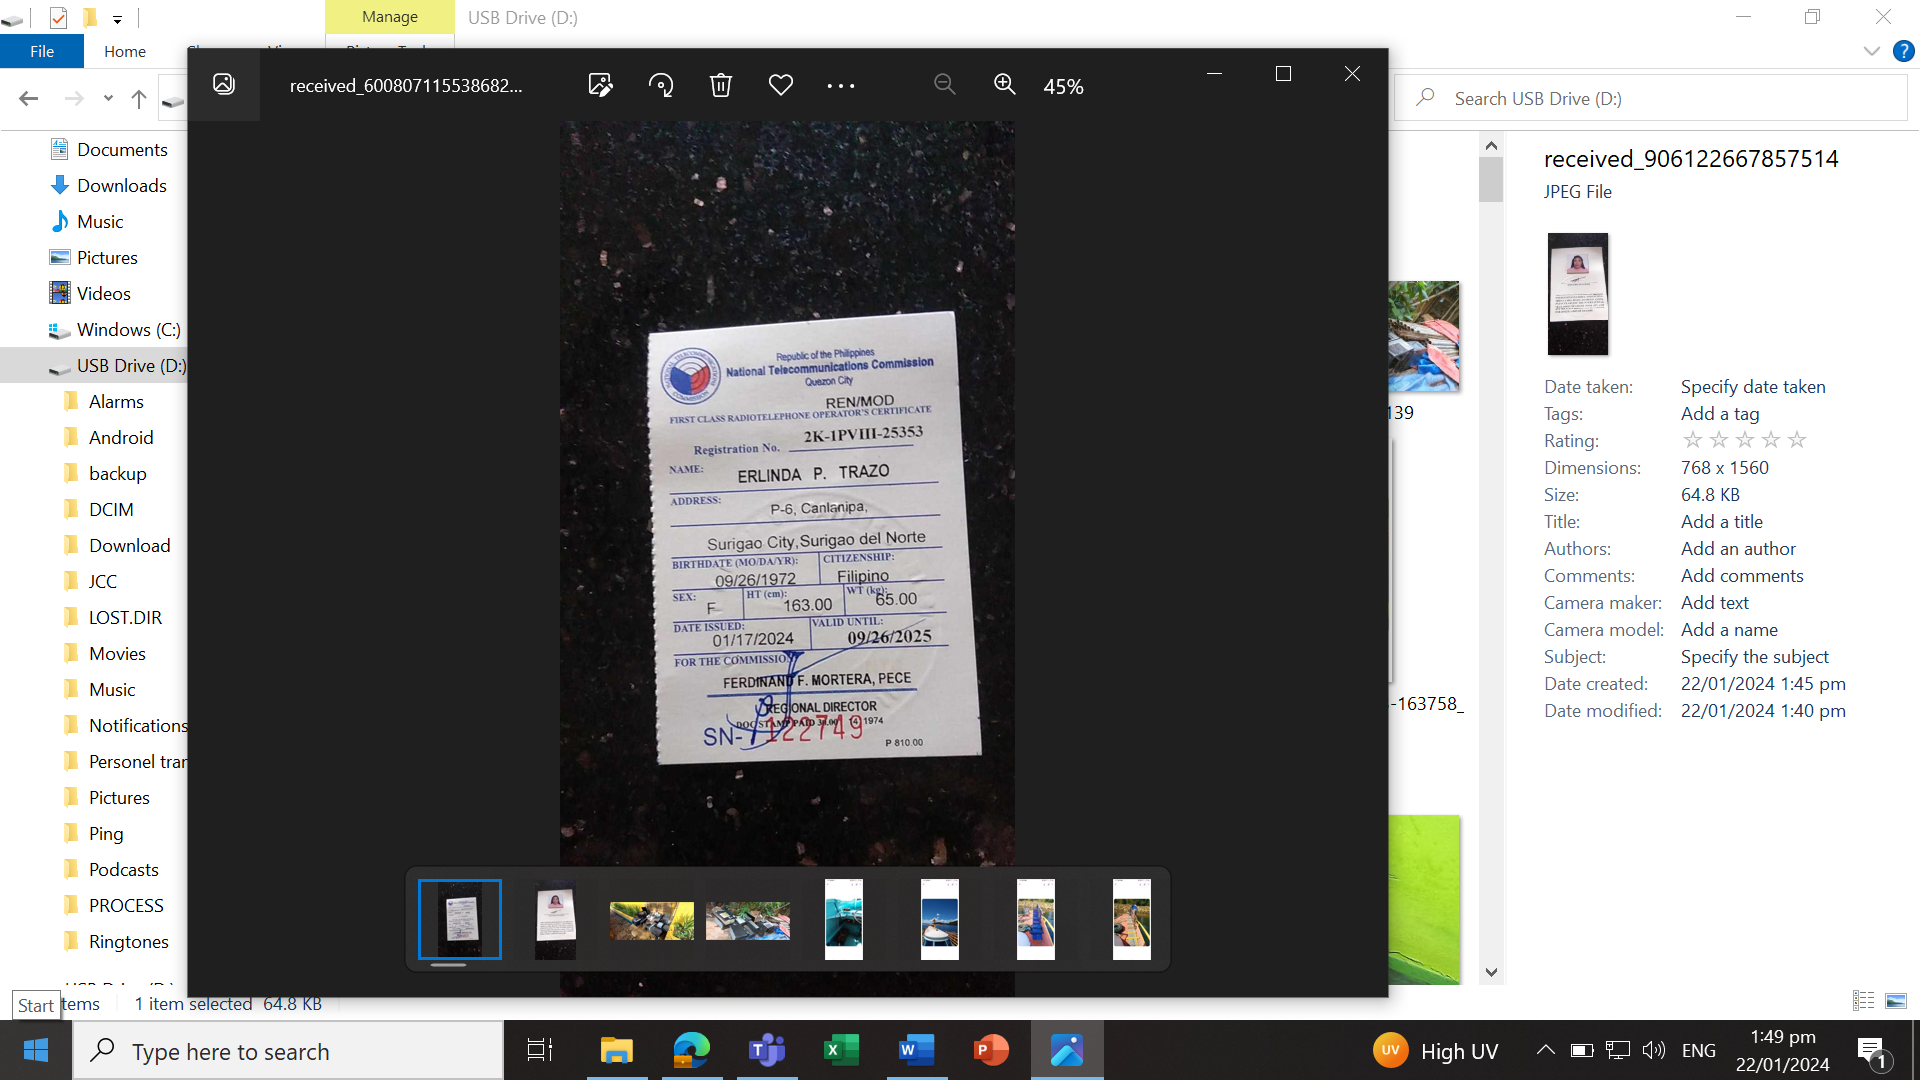 Manage
USB Drive (D:)
File
Home
received_600807115538682...
45%
Search USB Drive (D:)
Documents
Downloads
Music
Pictures
Videos
Windows (C:)
USB Drive (D:)
Alarms
Android
backup
DCIM
Download
JCC
LOST.DIR
Movies
Music
Notifications
Personel tra
Pictures
Ping
Podcasts
PROCESS
Ringtones
Republic of the Philippines
National Telecommunications Commission
Quezon City
REN/MOD
FIRST CLASS RADIOTELEPHONE OPERATOR'S CERTIFICATE
Registration No. 2K-1PVIII-25353
NAME: ERLINDA P. TRAZO
ADDRESS:
P-6, Canlanipa,
Surigao City,Surigao del Norte
BIRTHDATE (MO/DA/YR): CITIZENSHIP:
09/26/1972 Filipino
SEX: F HT (cm): 163.00 WT (kg): 65.00
DATE ISSUED: VALID UNTIL:
01/17/2024 09/26/2025
FOR THE COMMISSION
FERDINAND F. MORTERA, PECE
REGIONAL DIRECTOR
DOC STAMP PAID 30.00 1974
SN- 122749
P 810.00
139
-163758_
received_906122667857514
JPEG File
Date taken: Specify date taken
Tags: Add a tag
Rating:
Dimensions: 768 x 1560
Size: 64.8 KB
Title: Add a title
Authors: Add an author
Comments: Add comments
Camera maker: Add text
Camera model: Add a name
Subject: Specify the subject
Date created: 22/01/2024 1:45 pm
Date modified: 22/01/2024 1:40 pm
Start
tems 1 item selected 64.8 KB
Type here to search
High UV
ENG
1:49 pm
22/01/2024
1